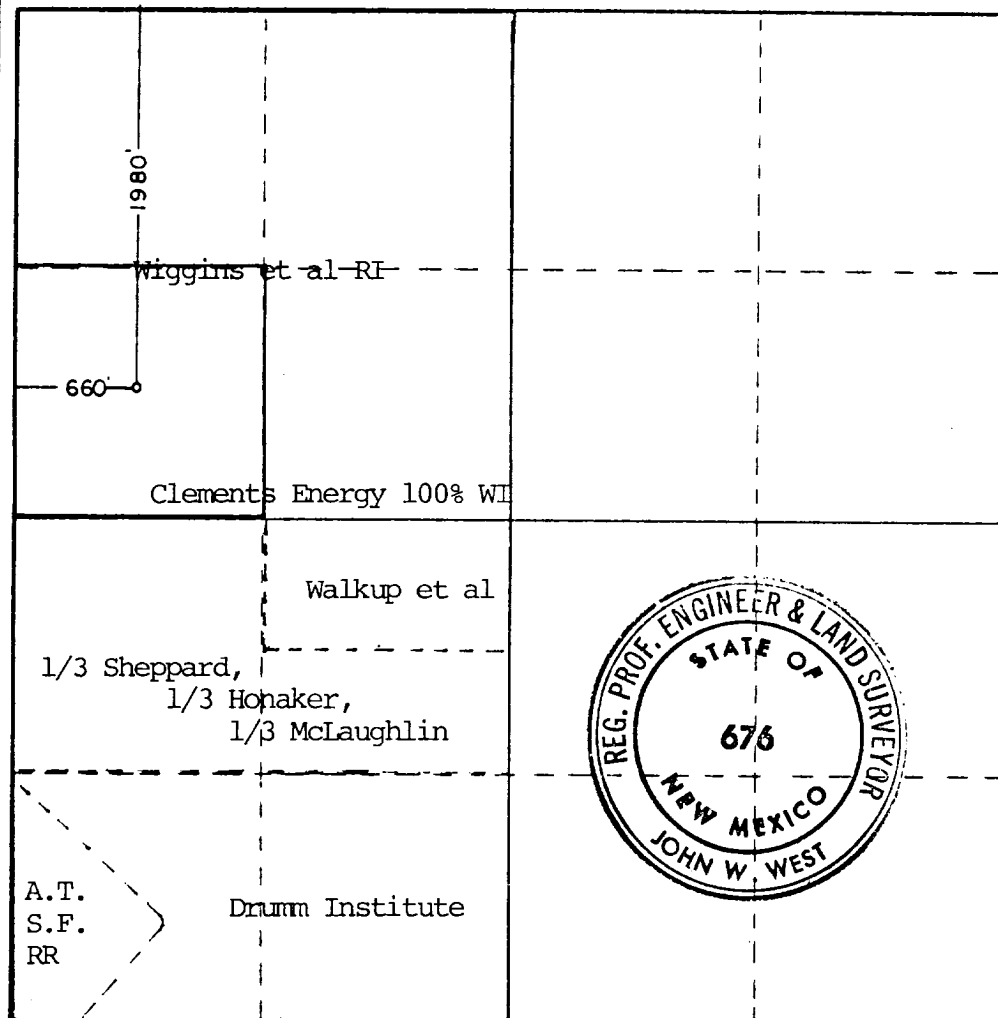 1980'
Wiggins et al RI
660'
Clements Energy 100% WI
Walkup et al
1/3 Sheppard,
1/3 Honaker,
1/3 McLaughlin
REG. PROF. ENGINEER & LAND SURVEYOR
STATE OF
676
NEW MEXICO
JOHN W. WEST
A.T.
S.F.
RR
Drumm Institute